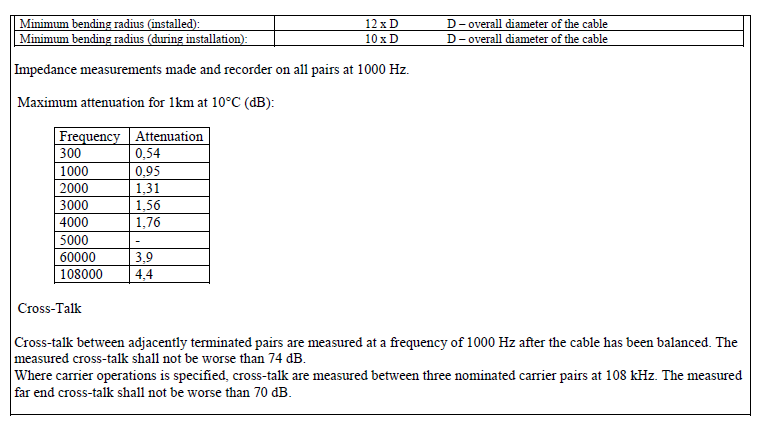 Minimum bending radius (installed): 12 x D D – overall diameter of the cable
Minimum bending radius (during installation): 10 x D D – overall diameter of the cable
Impedance measurements made and recorder on all pairs at 1000 Hz.
Maximum attenuation for 1km at 10°C (dB):
Frequency Attenuation
300 0,54
1000 0,95
2000 1,31
3000 1,56
4000 1,76
5000 -
60000 3,9
108000 4,4
Cross-Talk
Cross-talk between adjacently terminated pairs are measured at a frequency of 1000 Hz after the cable has been balanced. The
measured cross-talk shall not be worse than 74 dB.
Where carrier operations is specified, cross-talk are measured between three nominated carrier pairs at 108 kHz. The measured
far end cross-talk shall not be worse than 70 dB.